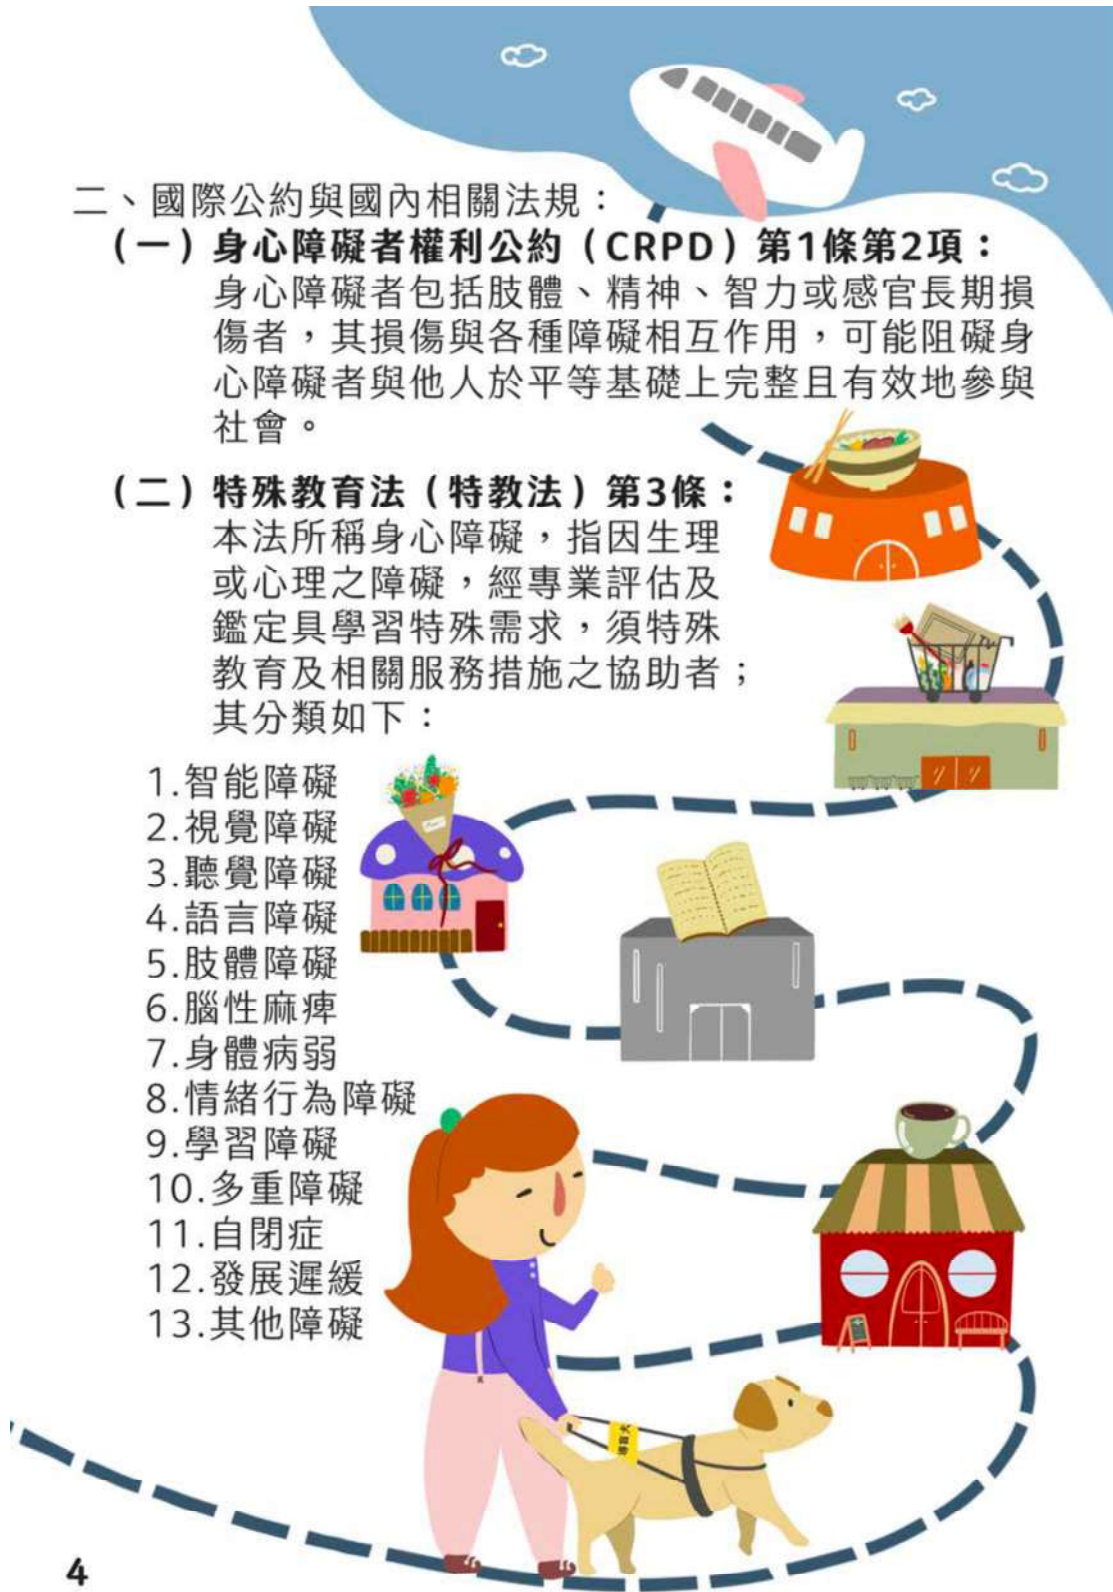 二、國際公約與國內相關法規：
（一）身心障礙者權利公約（CRPD）第1條第2項：
身心障礙者包括肢體、精神、智力或感官長期損
傷者，其損傷與各種障礙相互作用，可能阻礙身
心障礙者與他人於平等基礎上完整且有效地參與
社會。
（二）特殊教育法（特教法）第3條：
本法所稱身心障礙，指因生理
或心理之障礙，經專業評估及
鑑定具學習特殊需求，須特殊
教育及相關服務措施之協助者；
其分類如下：
1.智能障礙
2.視覺障礙
3.聽覺障礙
4.語言障礙
5.肢體障礙
6.腦性麻痺
7.身體病弱
8.情緒行為障礙
9.學習障礙
10.多重障礙
11.自閉症
12.發展遲緩
13.其他障礙
導盲犬
4